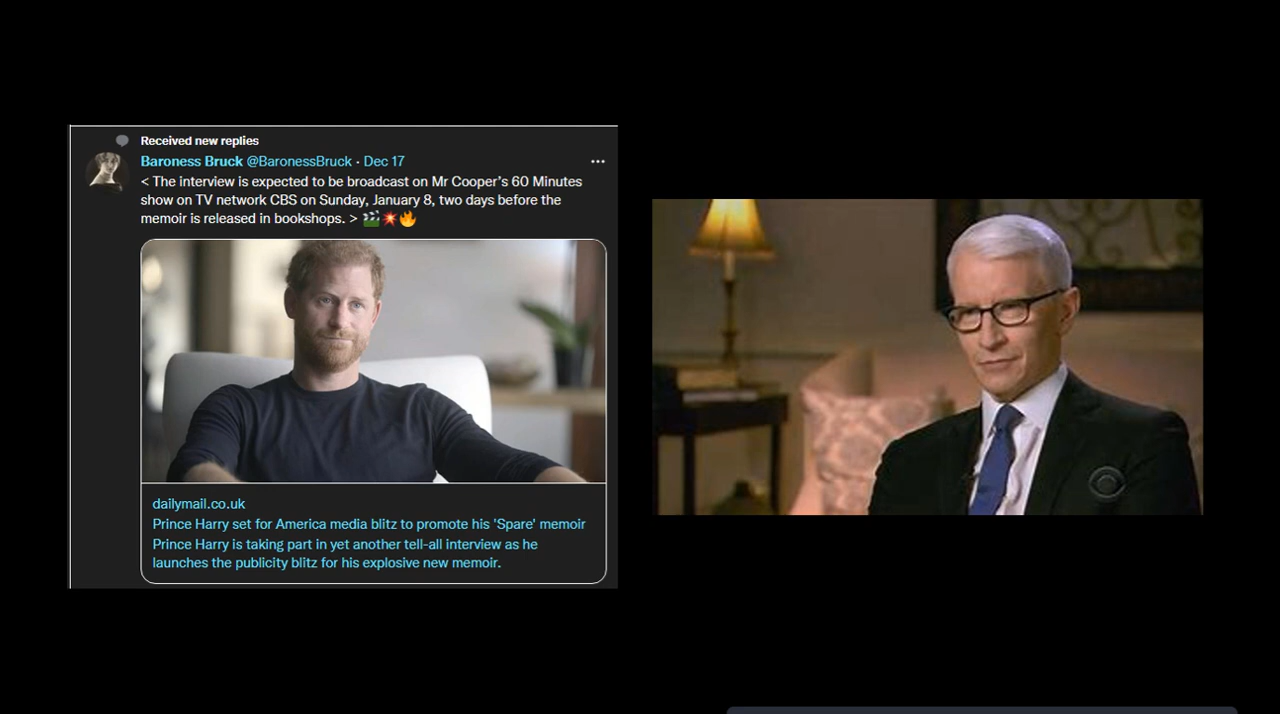 Received new replies
Baroness Bruck @BaronessBruck · Dec 17
< The interview is expected to be broadcast on Mr Cooper's 60 Minutes
show on TV network CBS on Sunday, January 8, two days before the
memoir is released in bookshops. > 🎬💥🔥
dailymail.co.uk
Prince Harry set for America media blitz to promote his 'Spare' memoir
Prince Harry is taking part in yet another tell-all interview as he
launches the publicity blitz for his explosive new memoir.